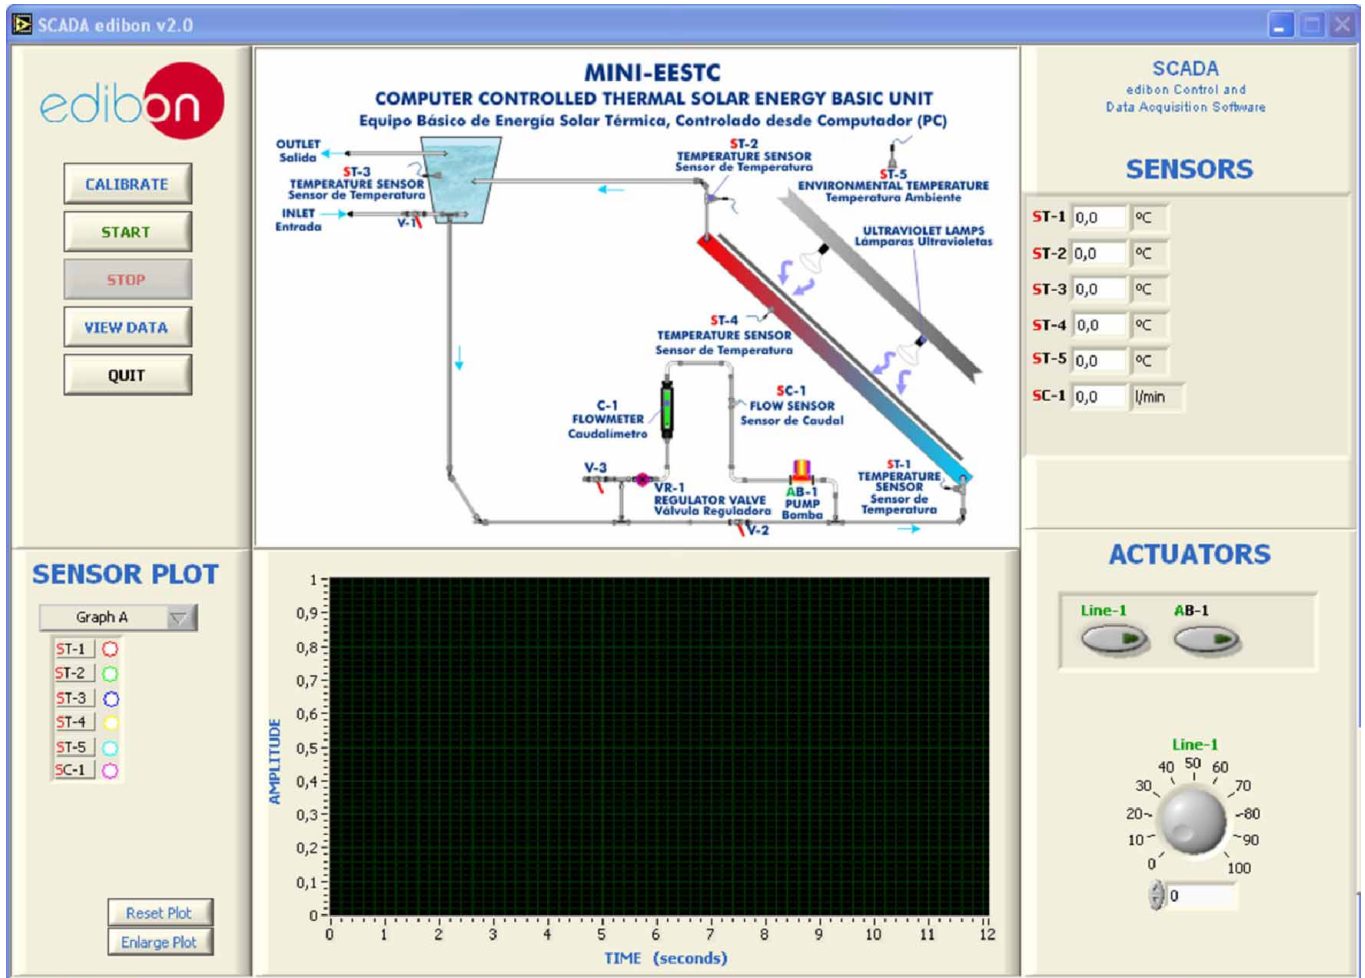 SCADA edibon v2.0
edibon
CALIBRATE
START
STOP
VIEW DATA
QUIT
MINI-EESTC
COMPUTER CONTROLLED THERMAL SOLAR ENERGY BASIC UNIT
Equipo Básico de Energía Solar Térmica, Controlado desde Computador (PC)
OUTLET
Salida
ST-3
TEMPERATURE SENSOR
Sensor de Temperatura
INLET
Entrada
V-1
ST-2
TEMPERATURE SENSOR
Sensor de Temperatura
ST-5
ENVIRONMENTAL TEMPERATURE
Temperatura Ambiente
ULTRAVIOLET LAMPS
Lámparas Ultravioletas
ST-4
TEMPERATURE SENSOR
Sensor de Temperatura
C-1
FLOWMETER
Caudalímetro
SC-1
FLOW SENSOR
Sensor de Caudal
V-3
VR-1
REGULATOR VALVE
Válvula Reguladora
AB-1
PUMP
Bomba
ST-1
TEMPERATURE
SENSOR
Sensor de
Temperatura
V-2
SCADA
edibon Control and
Data Acquisition Software
SENSORS
ST-1 0,0 ºC
ST-2 0,0 ºC
ST-3 0,0 ºC
ST-4 0,0 ºC
ST-5 0,0 ºC
SC-1 0,0 l/min
SENSOR PLOT
Graph A
ST-1
ST-2
ST-3
ST-4
ST-5
SC-1
Reset Plot
Enlarge Plot
AMPLITUDE
1
0,9
0,8
0,7
0,6
0,5
0,4
0,3
0,2
0,1
0
0 1 2 3 4 5 6 7 8 9 10 11 12
TIME (seconds)
ACTUATORS
Line-1 AB-1
Line-1
0 10 20 30 40 50 60 70 80 90 100
0